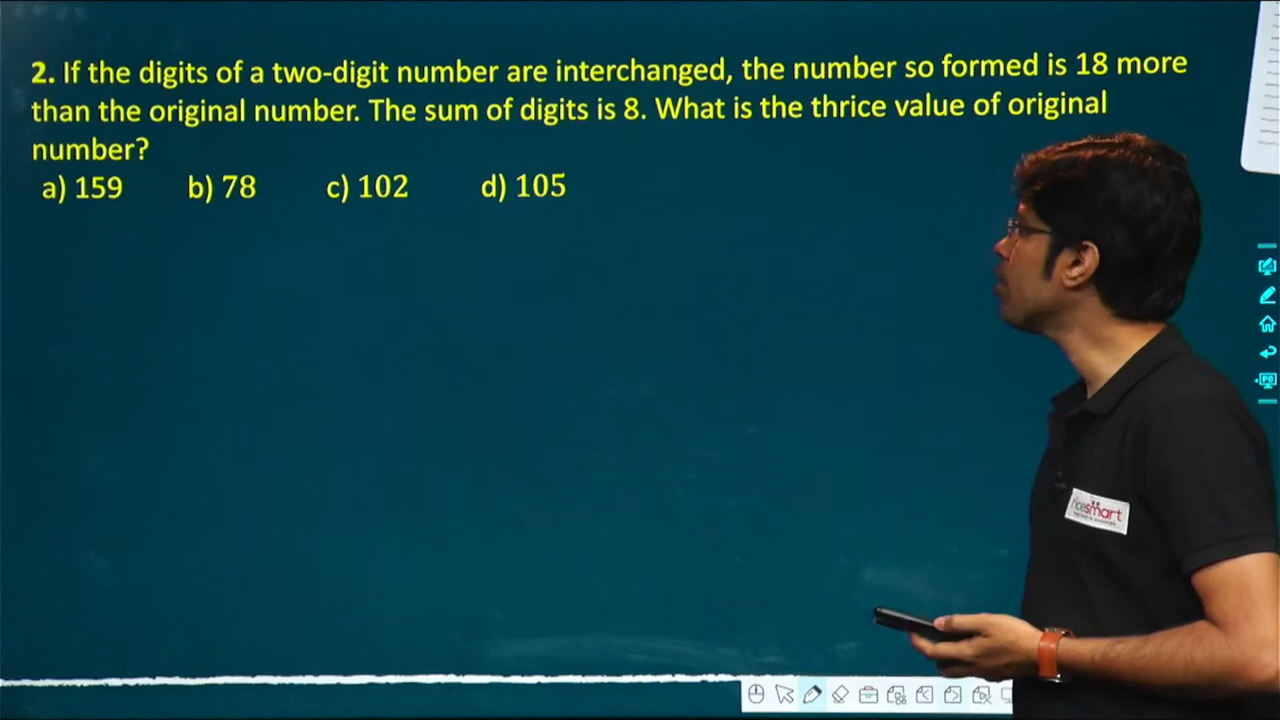 2. If the digits of a two-digit number are interchanged, the number so formed is 18 more
than the original number. The sum of digits is 8. What is the thrice value of original
number?
a) 159 b) 78 c) 102 d) 105
ricesmart